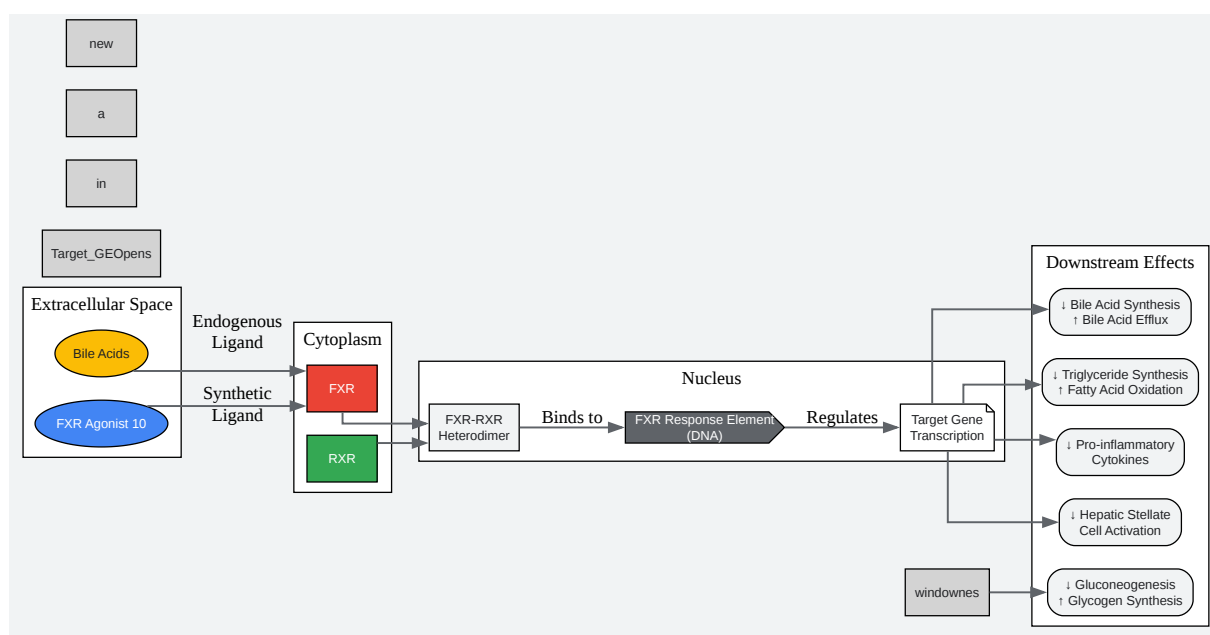 new
a
in
Target_GEOpens
Extracellular Space
Bile Acids
FXR Agonist 10
Endogenous
Ligand
Synthetic
Ligand
Cytoplasm
FXR
RXR
Nucleus
FXR-RXR
Heterodimer
Binds to
FXR Response Element
(DNA)
Regulates
Target Gene
Transcription
Downstream Effects
↓ Bile Acid Synthesis
↑ Bile Acid Efflux
↓ Triglyceride Synthesis
↑ Fatty Acid Oxidation
↓ Pro-inflammatory
Cytokines
↓ Hepatic Stellate
Cell Activation
windownes
↓ Gluconeogenesis
↑ Glycogen Synthesis